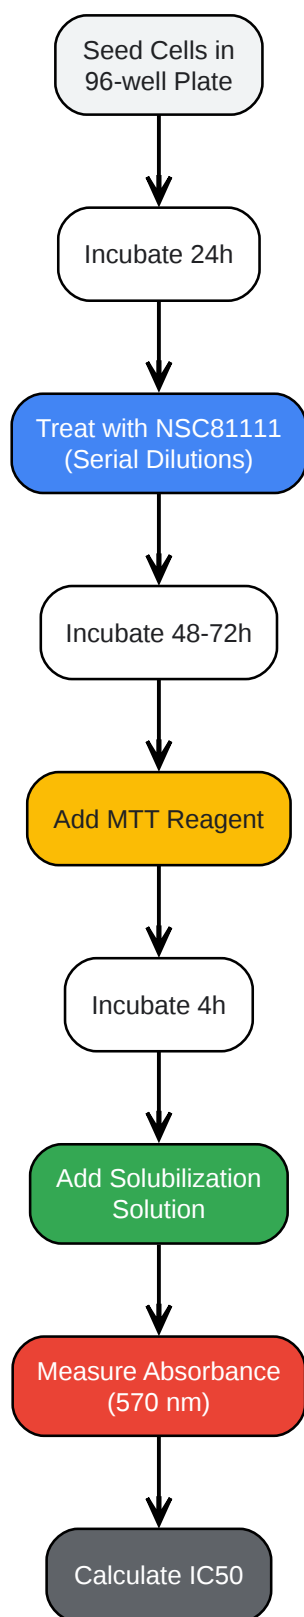 Seed Cells in
96-well Plate
Incubate 24h
Treat with NSC81111
(Serial Dilutions)
Incubate 48-72h
Add MTT Reagent
Incubate 4h
Add Solubilization
Solution
Measure Absorbance
(570 nm)
Calculate IC50